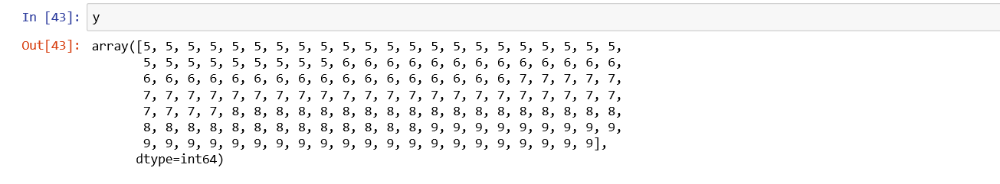 In [43]: y
Out[43]: array([5, 5, 5, 5, 5, 5, 5, 5, 5, 5, 5, 5, 5, 5, 5, 5, 5, 5, 5, 5, 5, 5,
5, 5, 5, 5, 5, 5, 5, 5, 5, 6, 6, 6, 6, 6, 6, 6, 6, 6, 6, 6, 6, 6,
6, 6, 6, 6, 6, 6, 6, 6, 6, 6, 6, 6, 6, 6, 6, 6, 6, 7, 7, 7, 7, 7,
7, 7, 7, 7, 7, 7, 7, 7, 7, 7, 7, 7, 7, 7, 7, 7, 7, 7, 7, 7, 7, 7,
7, 7, 7, 7, 8, 8, 8, 8, 8, 8, 8, 8, 8, 8, 8, 8, 8, 8, 8, 8, 8, 8,
8, 8, 8, 8, 8, 8, 8, 8, 8, 8, 8, 8, 8, 9, 9, 9, 9, 9, 9, 9, 9, 9,
9, 9, 9, 9, 9, 9, 9, 9, 9, 9, 9, 9, 9, 9, 9, 9, 9, 9, 9, 9, 9],
dtype=int64)